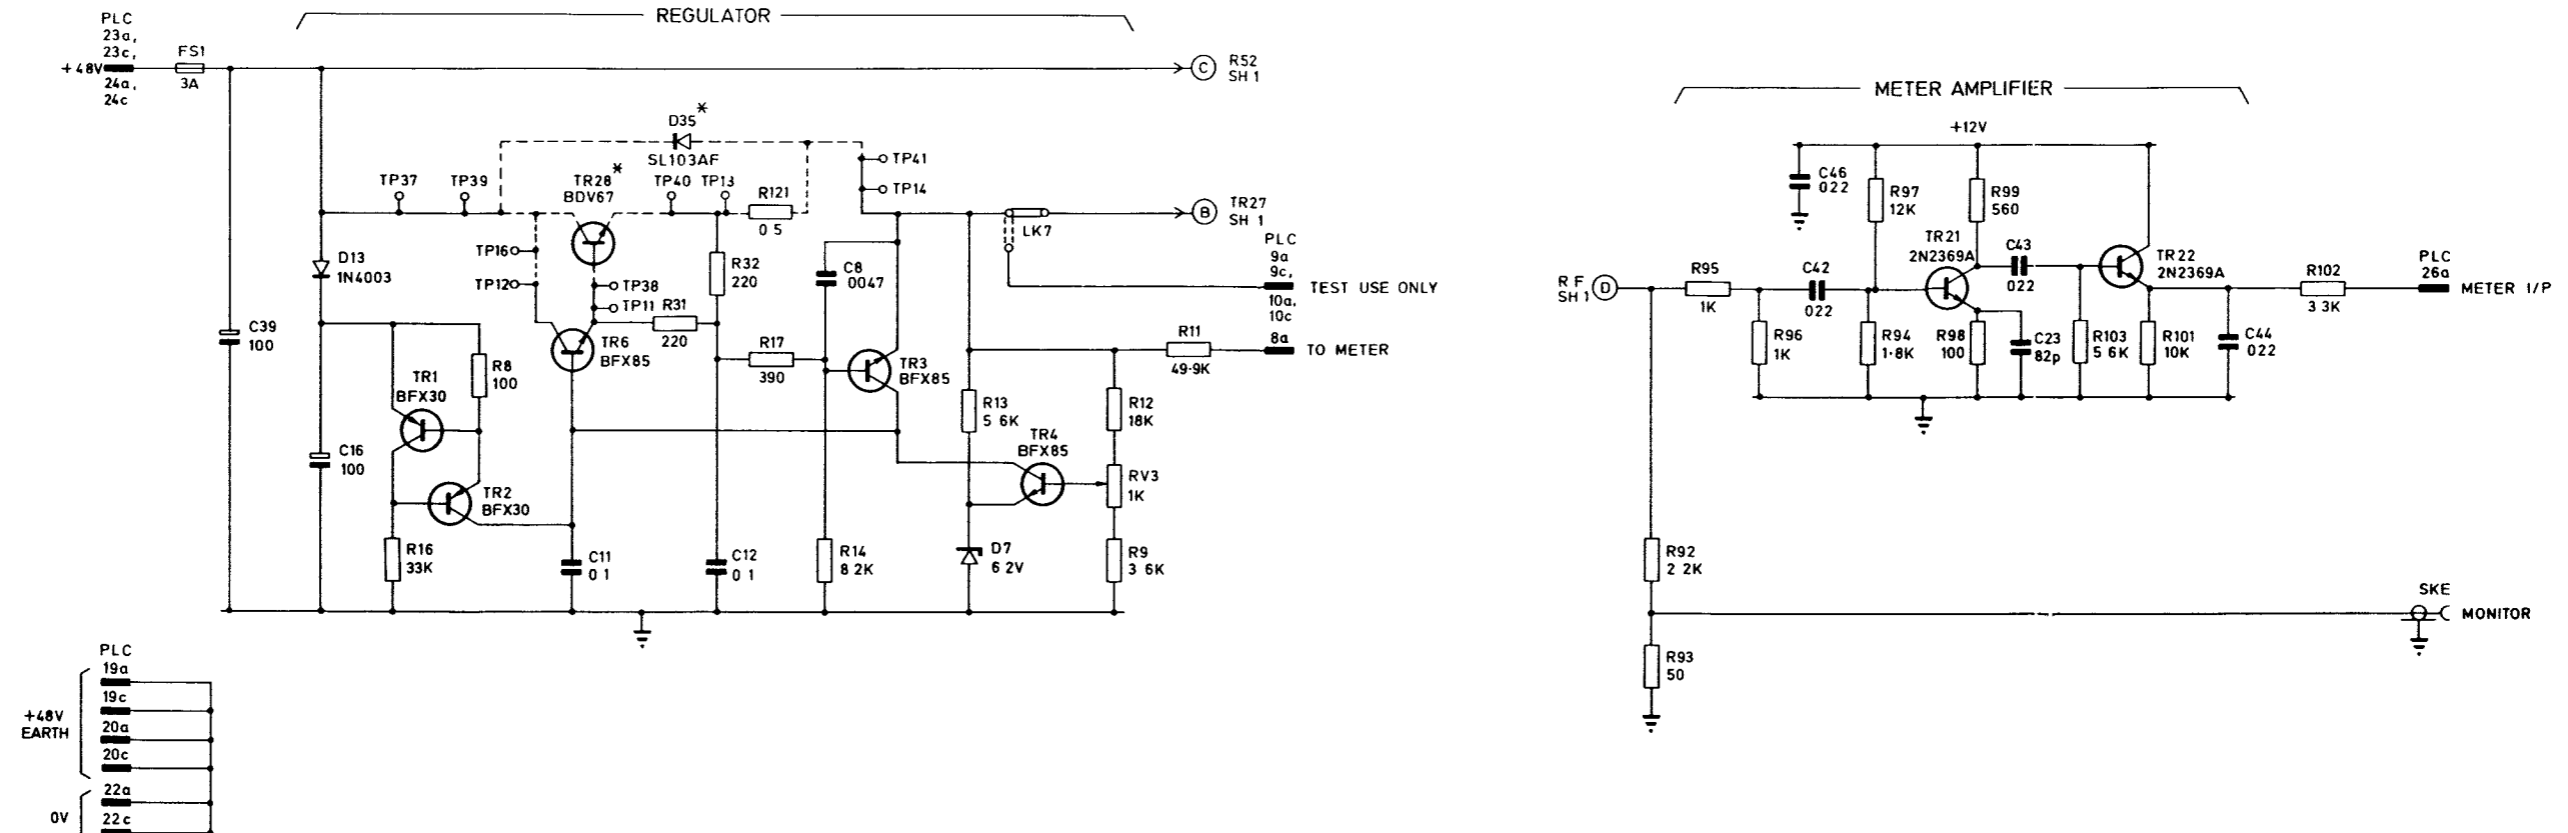 REGULATOR
PLC
23a,
23c,
+48V
24a,
24c
FS1
3A
C R52
SH 1
D35*
SL103AF
TP41
TP14
TP37
TP39
TR28*
BDV67
TP40 TP13
R121
0 5
B TR27
SH 1
LK7
PLC
9a
9c,
10a,
10c
TEST USE ONLY
TP16
TP12
TP38
TP11
R31
220
R32
220
C8
0047
D13
1N4003
C39
100
TR6
BFX85
R17
390
TR3
BFX85
R11
49·9K
8a
TO METER
R8
100
TR1
BFX30
R13
5 6K
R12
18K
TR4
BFX85
RV3
1K
C16
100
TR2
BFX30
R16
33K
C11
0 1
C12
0 1
R14
8 2K
D7
6 2V
R9
3 6K
PLC
19a
19c
+48V
EARTH
20a
20c
22a
0V
22c
METER AMPLIFIER
+12V
C46
022
R97
12K
R99
560
TR21
2N2369A
C43
022
TR22
2N2369A
R F
SH 1
D
R95
1K
C42
022
R102
3 3K
PLC
26a
METER I/P
R96
1K
R94
1·8K
R98
100
C23
82p
R103
5 6K
R101
10K
C44
022
R92
2 2K
SKE
MONITOR
R93
50